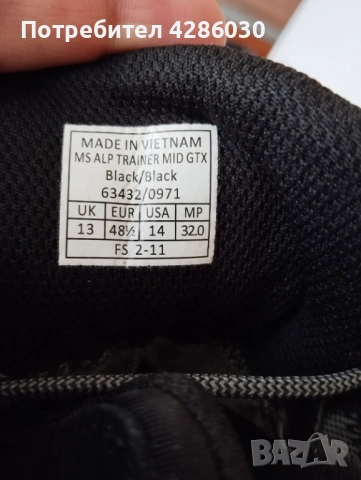 Потребител 4286030
MADE IN VIETNAM
MS ALP TRAINER MID GTX
Black/Black
63432/0971
UK EUR USA MP
13 48½ 14 32.0
FS 2-11
BAZAR